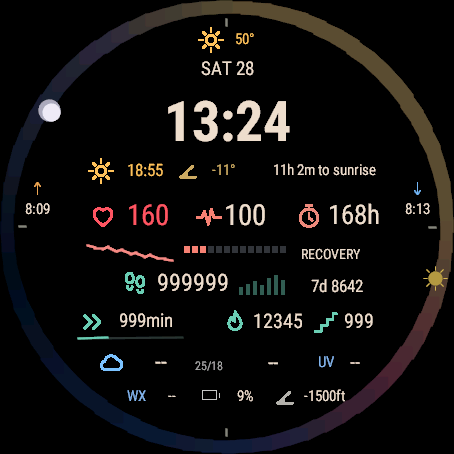 50°
SAT 28
13:24
18:55 -11° 11h 2m to sunrise
8:09 8:13
160 100 168h
RECOVERY
999999 7d 8642
999min 12345 999
-- 25/18 -- UV --
WX -- 9% -1500ft